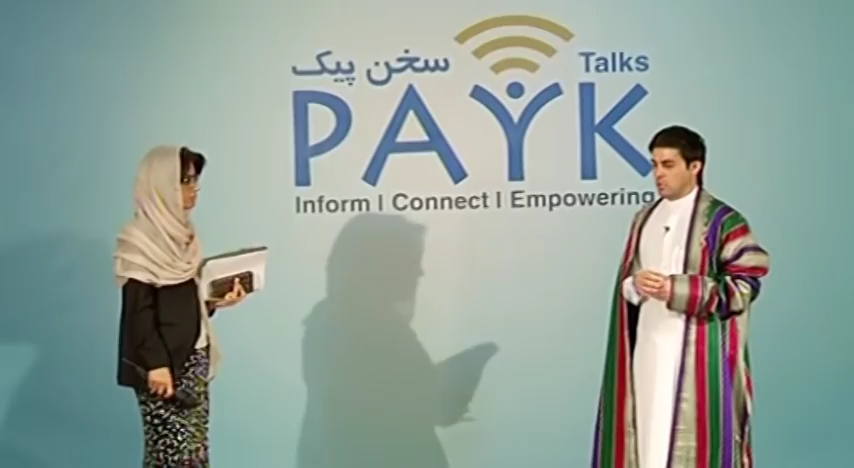 سخن پیک Talks
PAYK
Inform | Connect | Empowering